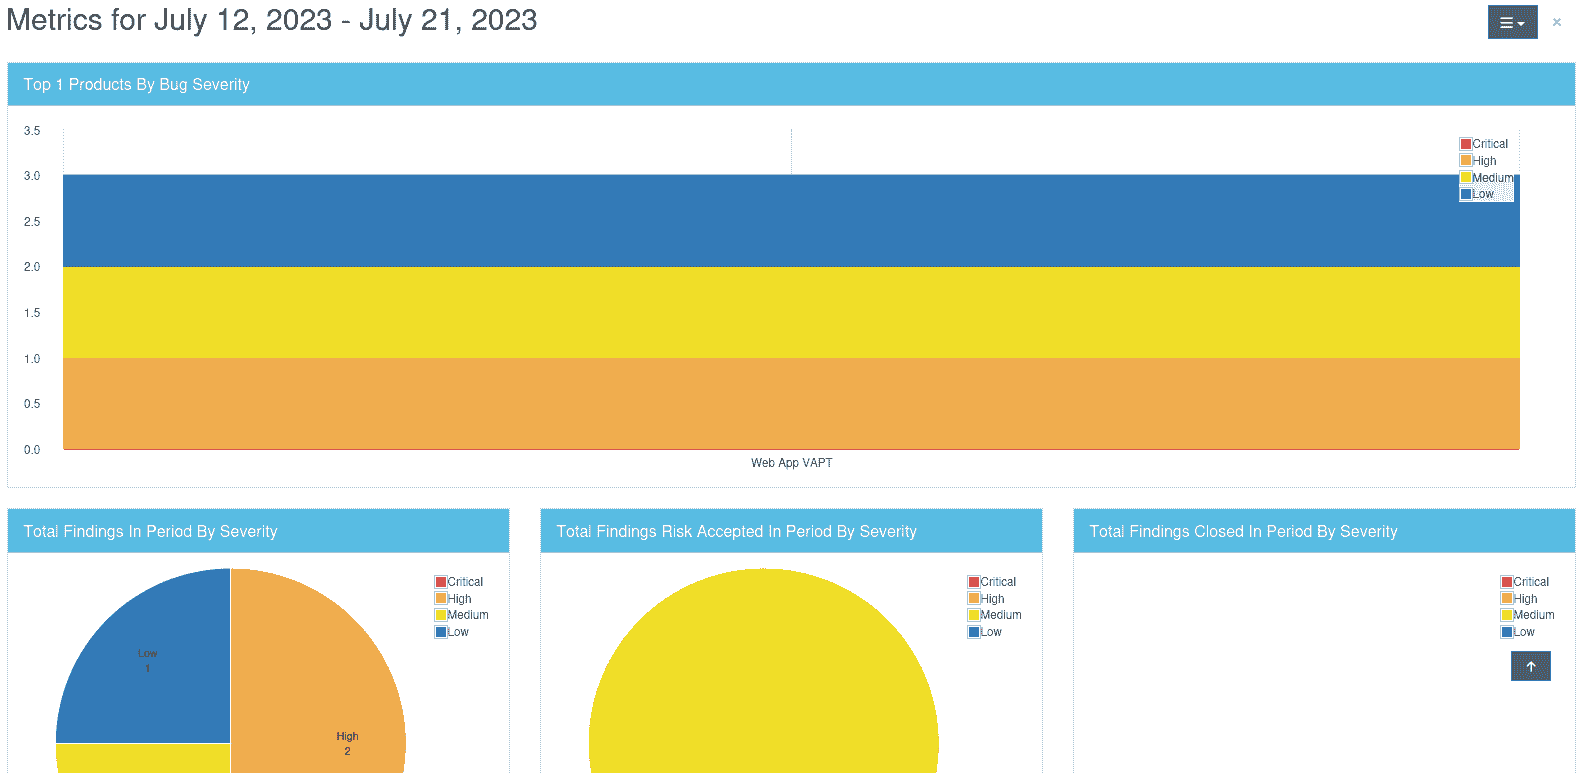 Metrics for July 12, 2023 - July 21, 2023
×
Top 1 Products By Bug Severity
3.5
3.0
2.5
2.0
1.5
1.0
0.5
0.0
Critical
High
Medium
Low
Web App VAPT
Total Findings In Period By Severity
Low
1
High
2
Critical
High
Medium
Low
Total Findings Risk Accepted In Period By Severity
Critical
High
Medium
Low
Total Findings Closed In Period By Severity
Critical
High
Medium
Low